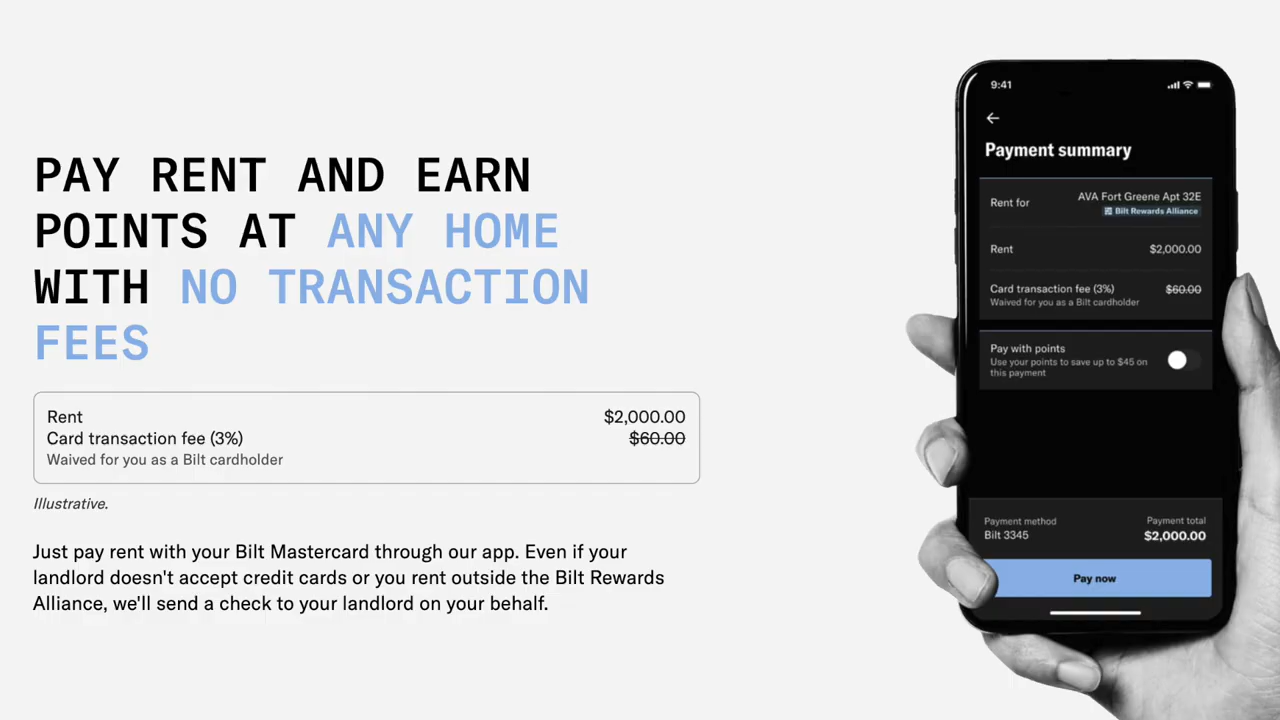 PAY RENT AND EARN
POINTS AT ANY HOME
WITH NO TRANSACTION
FEES
Rent $2,000.00
Card transaction fee (3%) $60.00
Waived for you as a Bilt cardholder
Illustrative.
Just pay rent with your Bilt Mastercard through our app. Even if your
landlord doesn't accept credit cards or you rent outside the Bilt Rewards
Alliance, we'll send a check to your landlord on your behalf.
9:41
Payment summary
Rent for AVA Fort Greene Apt 32E
Bilt Rewards Alliance
Rent $2,000.00
Card transaction fee (3%) $60.00
Waived for you as a Bilt cardholder
Pay with points
Use your points to save up to $45 on
this payment
Payment method Payment total
Bilt 3345 $2,000.00
Pay now